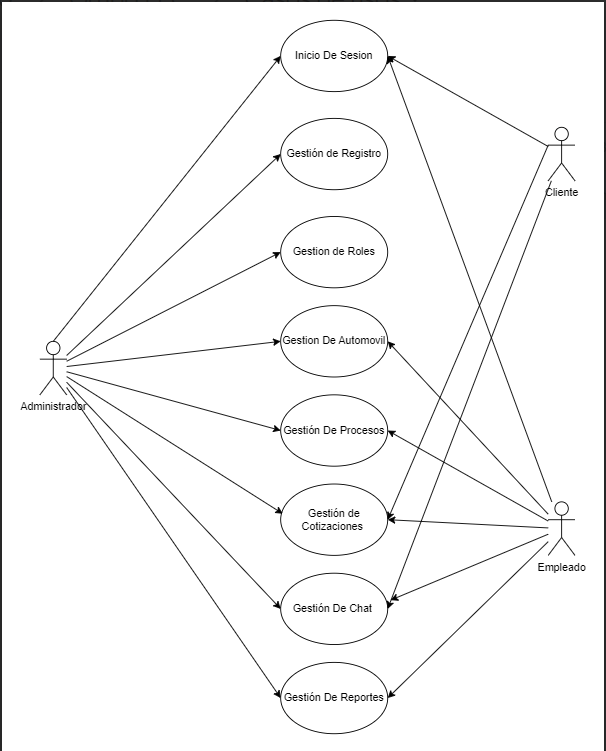 Inicio De Sesion
Gestión de Registro
Cliente
Gestion de Roles
Gestion De Automovil
Administrador
Gestión De Procesos
Gestión de
Cotizaciones
Empleado
Gestión De Chat
Gestión De Reportes